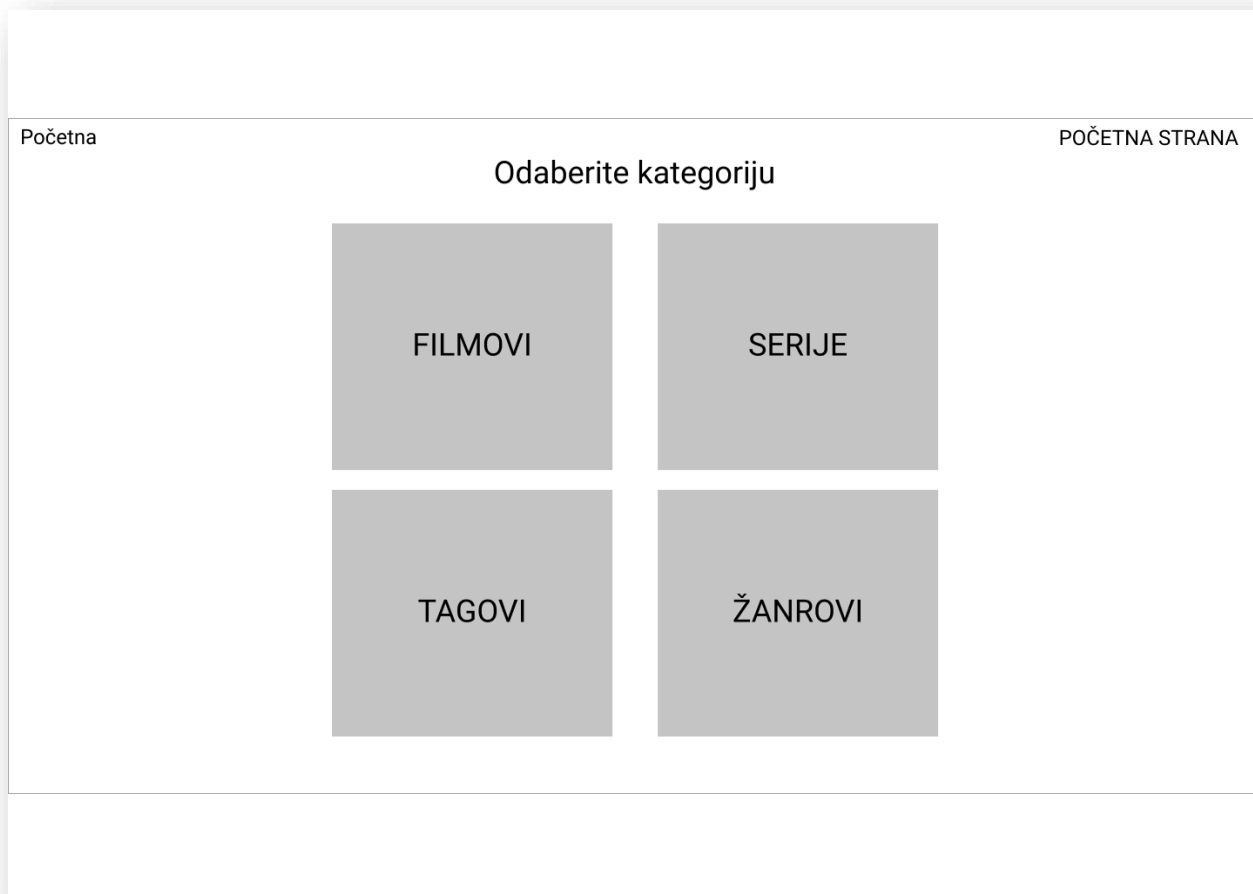 Početna
POČETNA STRANA
Odaberite kategoriju
FILMOVI
SERIJE
TAGOVI
ŽANROVI